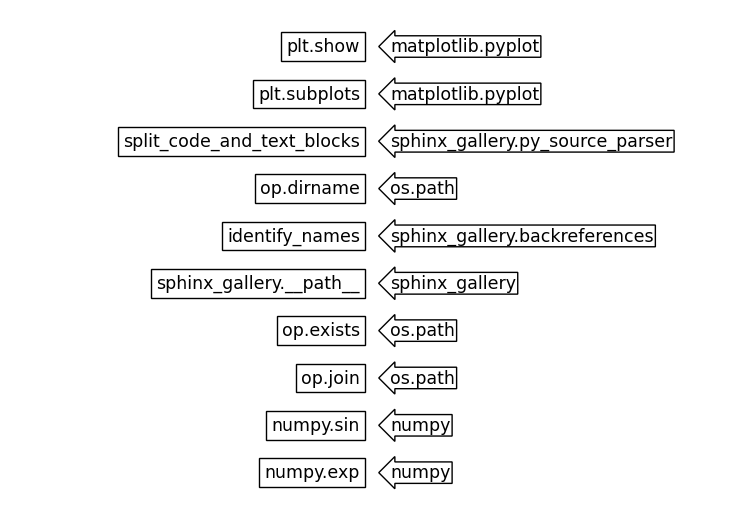 plt.show matplotlib.pyplot
plt.subplots matplotlib.pyplot
split_code_and_text_blocks sphinx_gallery.py_source_parser
op.dirname os.path
identify_names sphinx_gallery.backreferences
sphinx_gallery.__path__ sphinx_gallery
op.exists os.path
op.join os.path
numpy.sin numpy
numpy.exp numpy